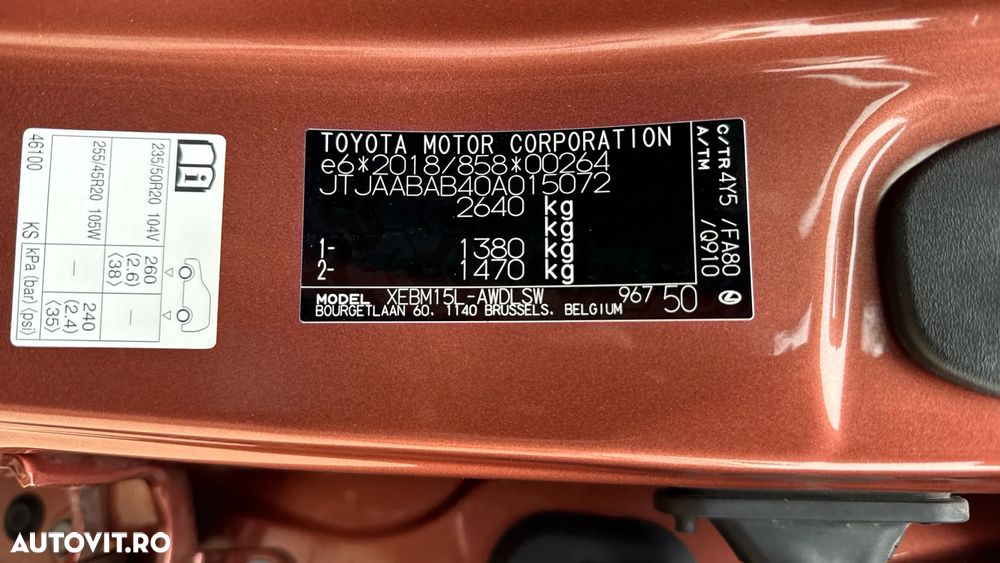 TOYOTA MOTOR CORPORATION
e6*2018/858*00264
JTJAABAB40A015072
2640 kg
kg
1- 1380 kg
2- 1470 kg
MODEL XEBM15L-AWDLSW 967 50
BOURGETLAAN 60, 1140 BRUSSELS, BELGIUM
C/TR 4Y5 /FA80
A/TM /Q910
235/50R20 104V 260 (2.6) ⟨38⟩ 240 (2.4) ⟨35⟩
255/45R20 105W — —
46100 KS kPa (bar) ⟨psi⟩
AUTOVIT.RO